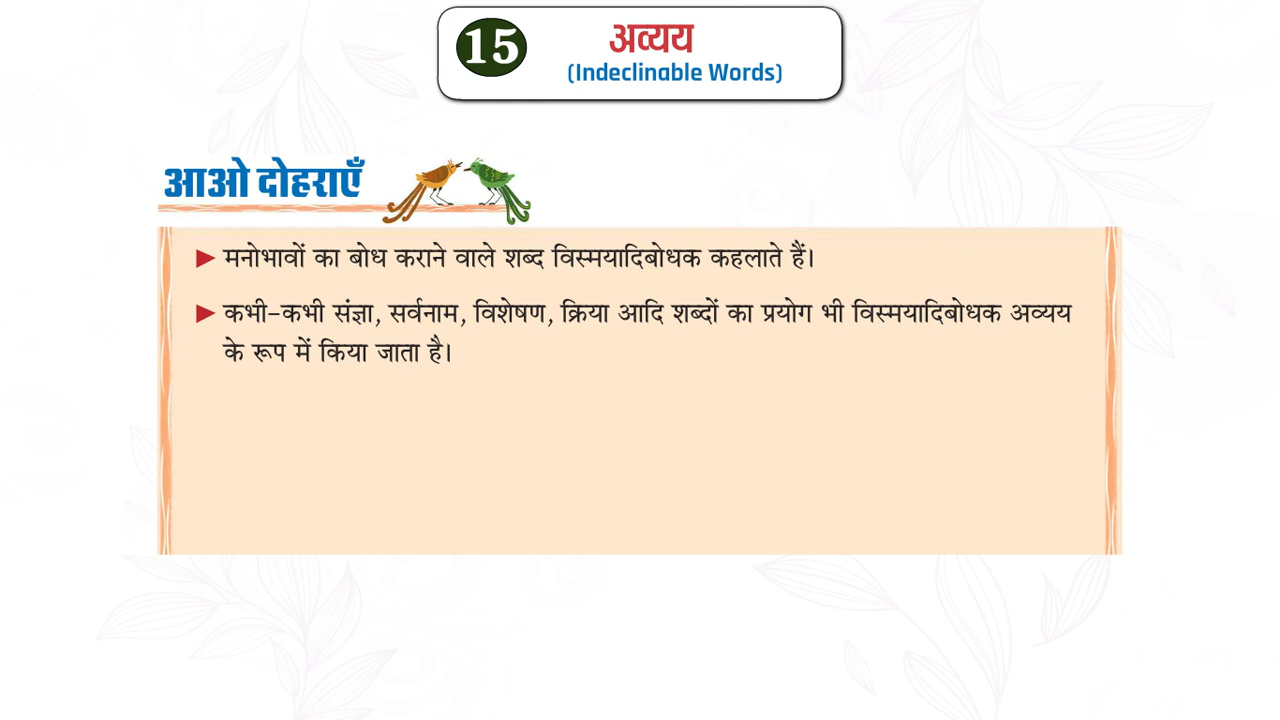 15
अव्यय
(Indeclinable Words)
आओ दोहराएँ
▶ मनोभावों का बोध कराने वाले शब्द विस्मयादिबोधक कहलाते हैं।
▶ कभी-कभी संज्ञा, सर्वनाम, विशेषण, क्रिया आदि शब्दों का प्रयोग भी विस्मयादिबोधक अव्यय
के रूप में किया जाता है।